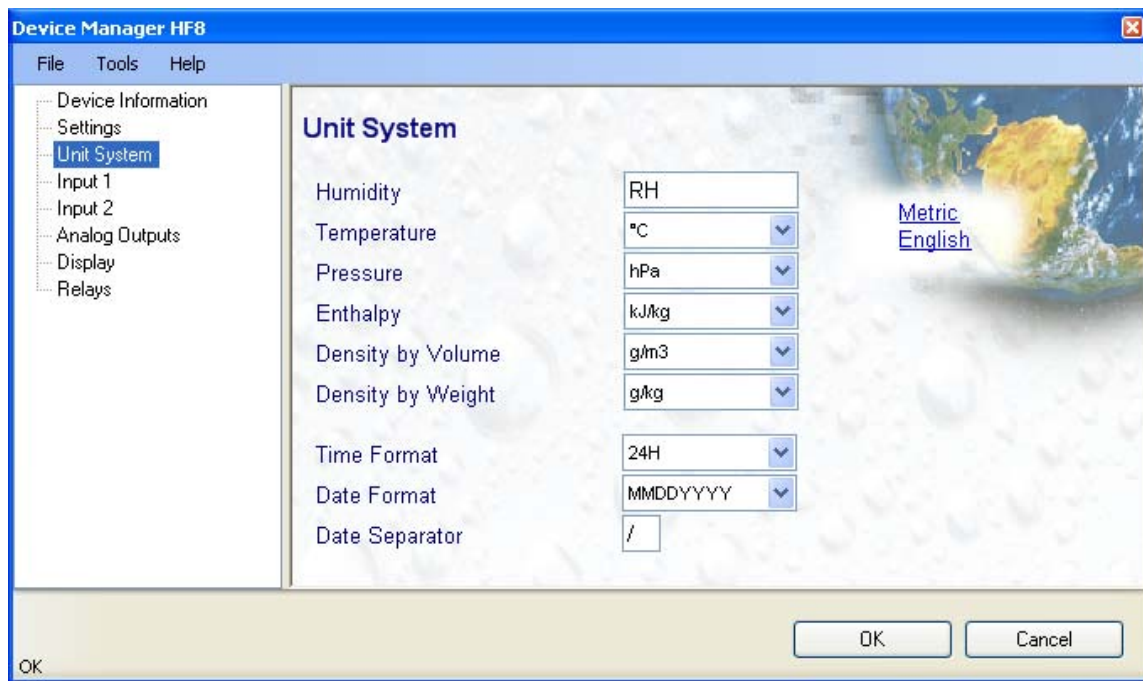 Device Manager HF8
File Tools Help
Device Information
Settings
Unit System
Input 1
Input 2
Analog Outputs
Display
Relays
Unit System
Humidity RH
Temperature °C
Pressure hPa
Enthalpy kJ/kg
Density by Volume g/m3
Density by Weight g/kg
Time Format 24H
Date Format MMDDYYYY
Date Separator /
Metric
English
OK Cancel
OK